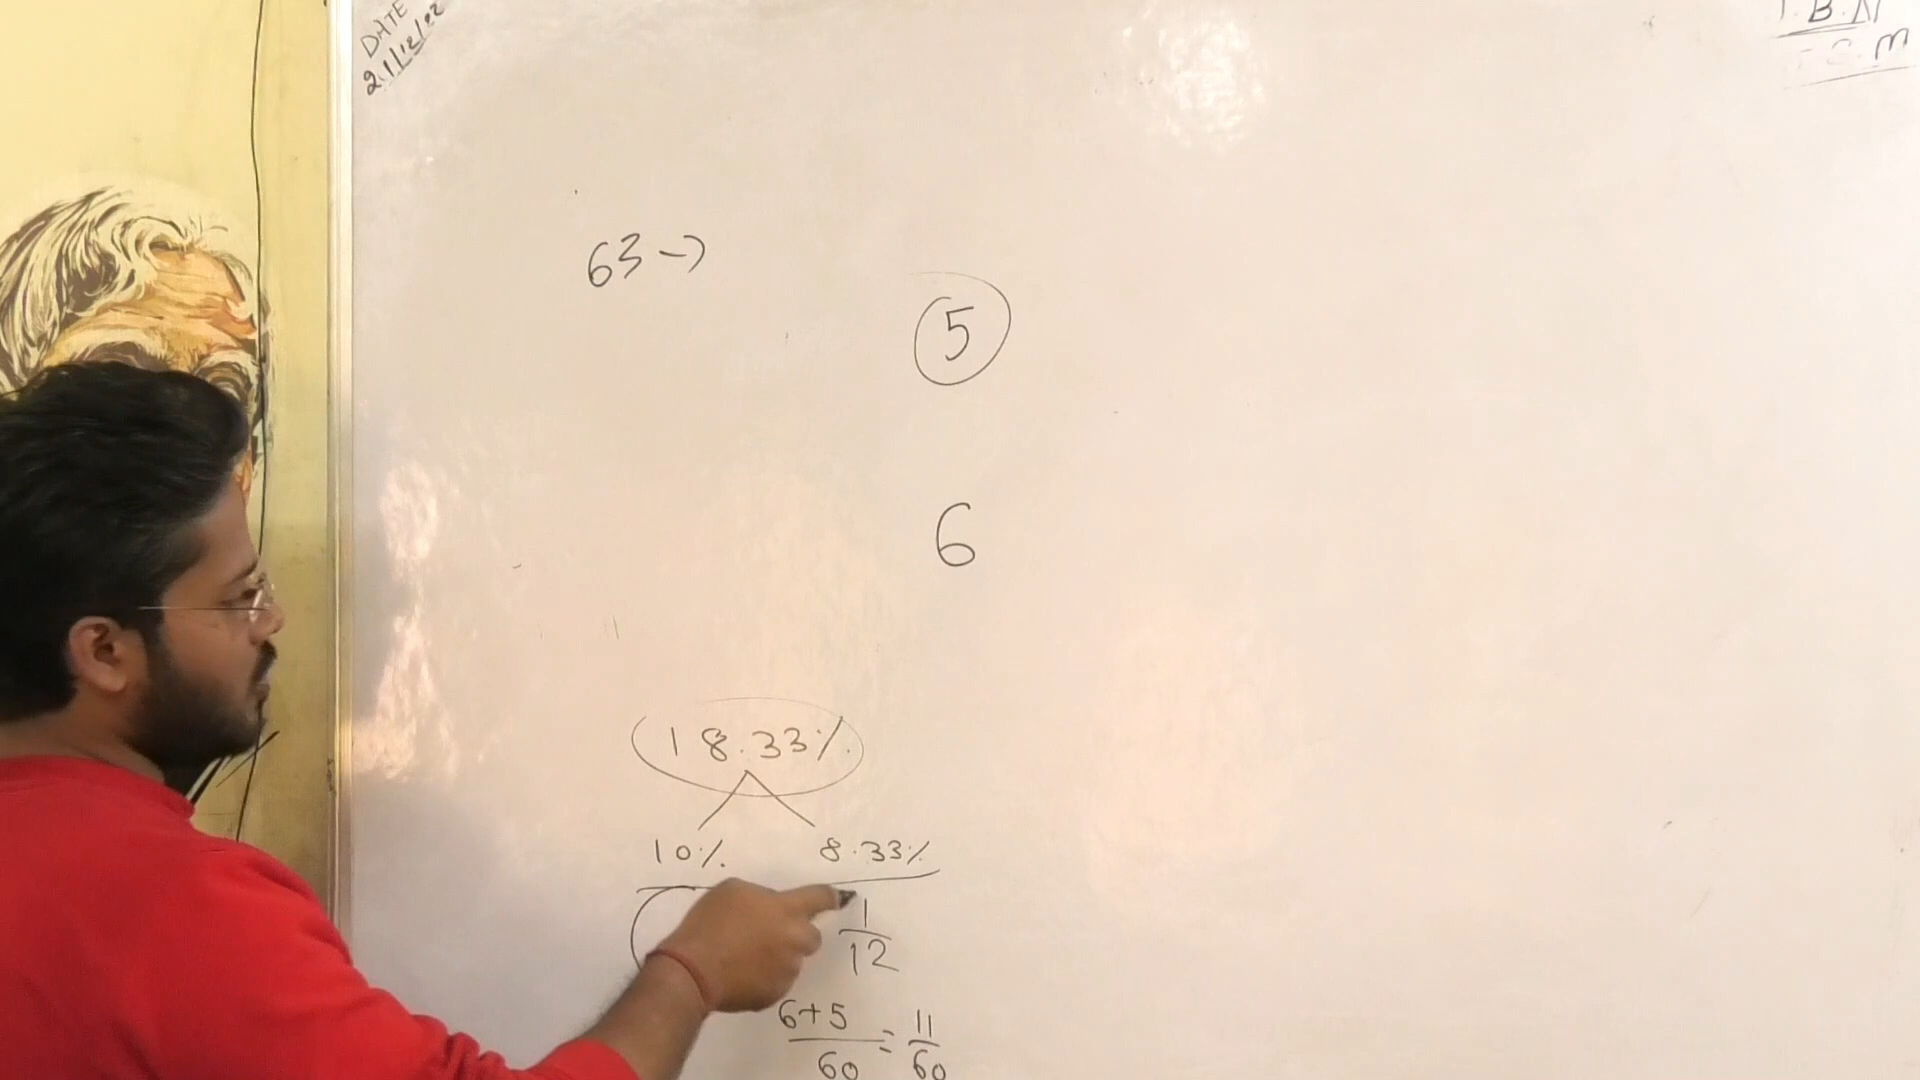 DATE
21/12/22
T.B.N
63 →
5
6
18.33%
10% 8.33%
1/12
6+5/60 = 11/60